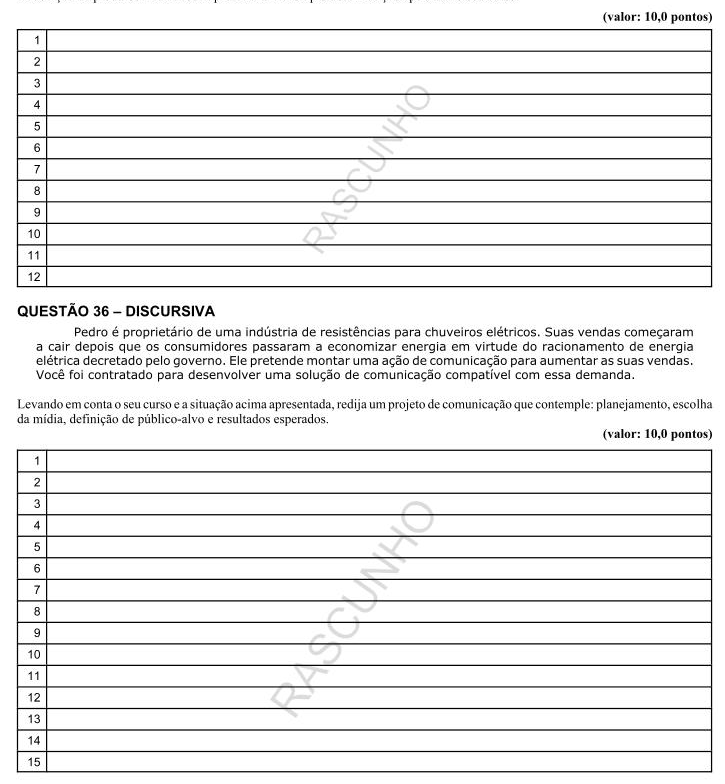 (valor: 10,0 pontos)
1
2
3
4
5
6
7
8
9
10
11
12
RASCUNHO
QUESTÃO 36 – DISCURSIVA
Pedro é proprietário de uma indústria de resistências para chuveiros elétricos. Suas vendas começaram
a cair depois que os consumidores passaram a economizar energia em virtude do racionamento de energia
elétrica decretado pelo governo. Ele pretende montar uma ação de comunicação para aumentar as suas vendas.
Você foi contratado para desenvolver uma solução de comunicação compatível com essa demanda.
Levando em conta o seu curso e a situação acima apresentada, redija um projeto de comunicação que contemple: planejamento, escolha
da mídia, definição de público-alvo e resultados esperados.
(valor: 10,0 pontos)
1
2
3
4
5
6
7
8
9
10
11
12
13
14
15
RASCUNHO